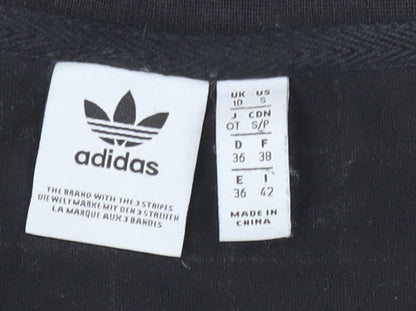 adidas
THE BRAND WITH THE 3 STRIPES
DIE WELTMARKE MIT DEN 3 STREIFEN
LA MARQUE AUX 3 BANDES
UK US
10 S
J CDN
OT S/P
D F
36 38
E I
36 42
MADE IN
CHINA